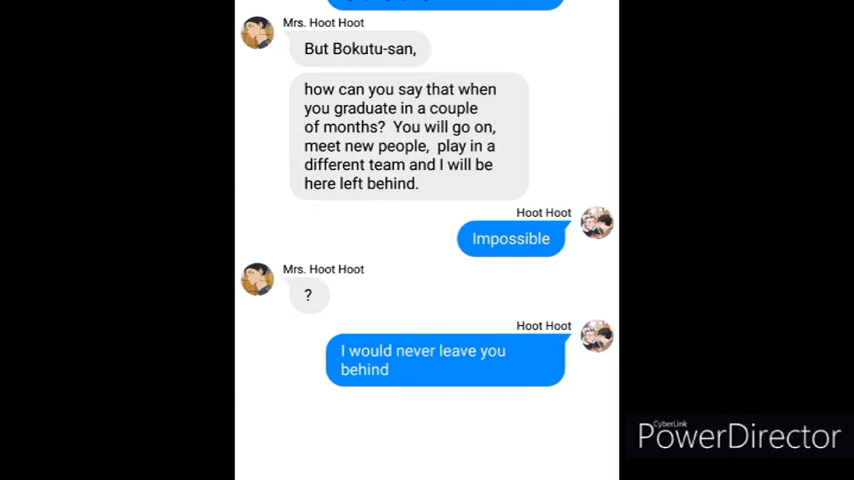 Mrs. Hoot Hoot
But Bokutu-san,
how can you say that when
you graduate in a couple
of months? You will go on,
meet new people, play in a
different team and I will be
here left behind.
Hoot Hoot
Impossible
Mrs. Hoot Hoot
?
Hoot Hoot
I would never leave you
behind
CyberLink
PowerDirector